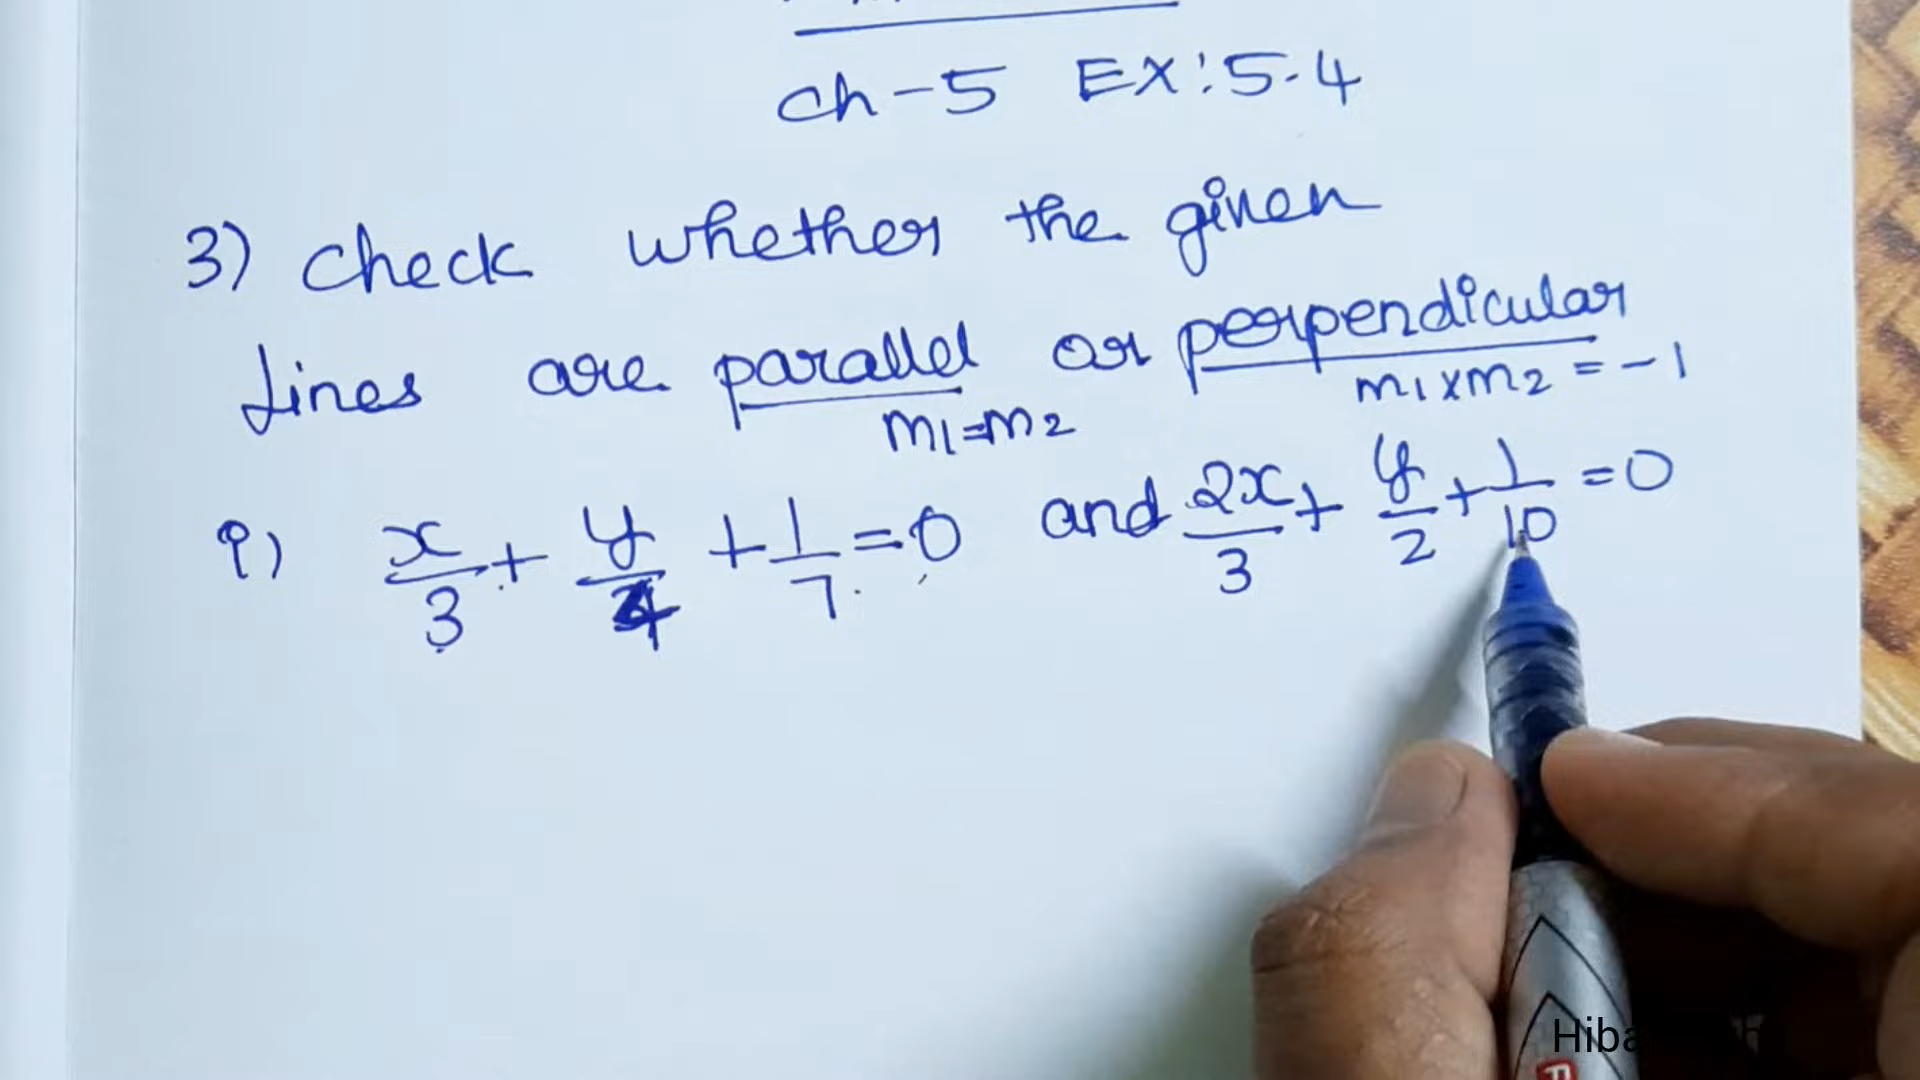 ch-5 EX:5.4
3) check whether the given
lines are parallel or perpendicular
m1=m2 m1xm2 = -1
i) x/3 + y/4 + 1/7 = 0 and 2x/3 + y/2 + 1/10 = 0